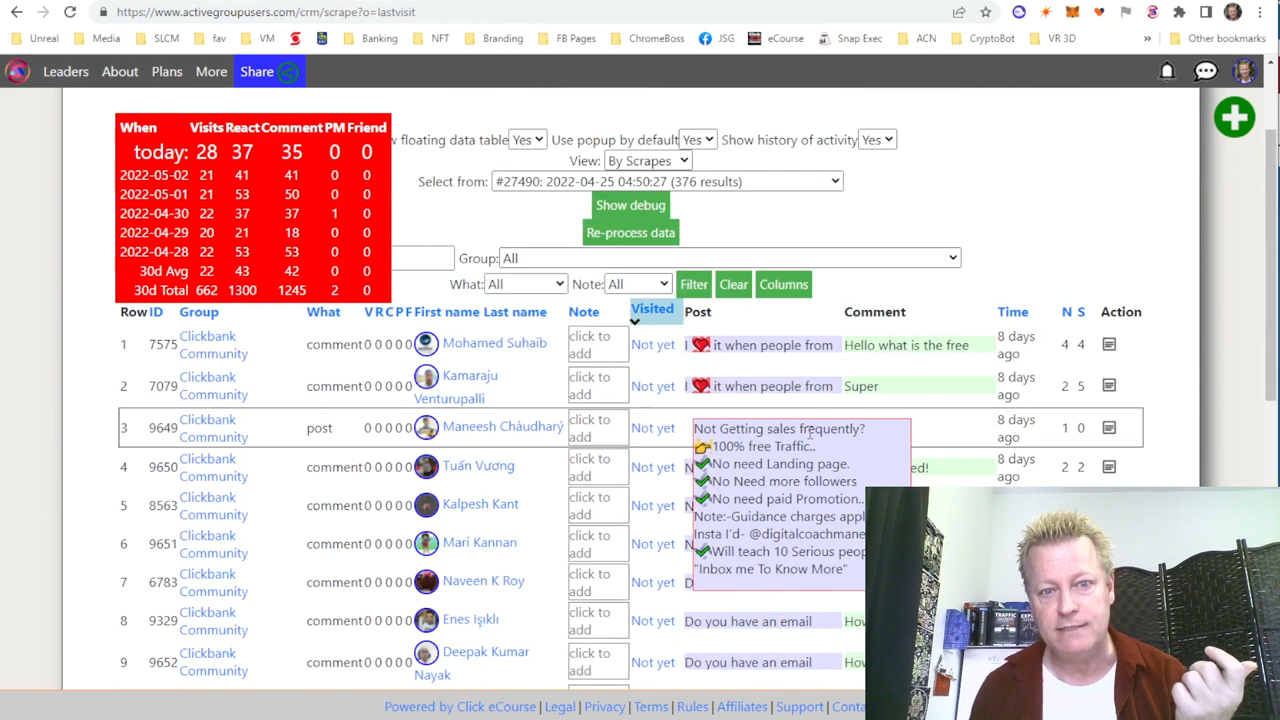 https://www.activegroupusers.com/crm/scrape?o=lastvisit
Unreal Media SLCM fav VM Banking NFT Branding FB Pages ChromeBoss JSG eCourse Snap Exec ACN CryptoBot VR 3D » Other bookmarks
Leaders About Plans More Share
When Visits React Comment PM Friend
today: 28 37 35 0 0
2022-05-02 21 41 41 0 0
2022-05-01 21 53 50 0 0
2022-04-30 22 37 37 1 0
2022-04-29 20 21 18 0 0
2022-04-28 22 53 53 0 0
30d Avg 22 43 42 0 0
30d Total 662 1300 1245 2 0
floating data table Yes Use popup by default Yes Show history of activity Yes
View: By Scrapes
Select from: #27490: 2022-04-25 04:50:27 (376 results)
Show debug
Re-process data
Group: All
What: All Note: All Filter Clear Columns
Row ID Group What V R C P F First name Last name Note Visited Post Comment Time N S Action
1 7575 Clickbank Community comment 0 0 0 0 0 Mohamed Suhaib click to add Not yet I ❤ it when people from Hello what is the free 8 days ago 4 4
2 7079 Clickbank Community comment 0 0 0 0 0 Kamaraju Venturupalli click to add Not yet I ❤ it when people from Super 8 days ago 2 5
3 9649 Clickbank Community post 0 0 0 0 0 Maneesh Chàudharý click to add Not yet 8 days ago 1 0
Not Getting sales frequently?
👉100% free Traffic..
✔No need Landing page.
✔No Need more followers
✔No need paid Promotion..
Note:-Guidance charges
Insta I'd-
✔Will teach 10 Serious
"Inbox me To Know More"
4 9650 Clickbank Community comment 0 0 0 0 0 Tuấn Vương click to add Not yet 8 days ago 2 2
5 8563 Clickbank Community comment 0 0 0 0 0 Kalpesh Kant click to add Not yet
6 9651 Clickbank Community comment 0 0 0 0 0 Mari Kannan click to add Not yet
7 6783 Clickbank Community comment 0 0 0 0 0 Naveen K Roy click to add Not yet
8 9329 Clickbank Community comment 0 0 0 0 0 Enes Işıklı click to add Not yet Do you have an email
9 9652 Clickbank Community comment 0 0 0 0 0 Deepak Kumar Nayak click to add Not yet Do you have an email
Powered by Click eCourse | Legal | Privacy | Terms | Rules | Affiliates | Support |
TRAFFIC